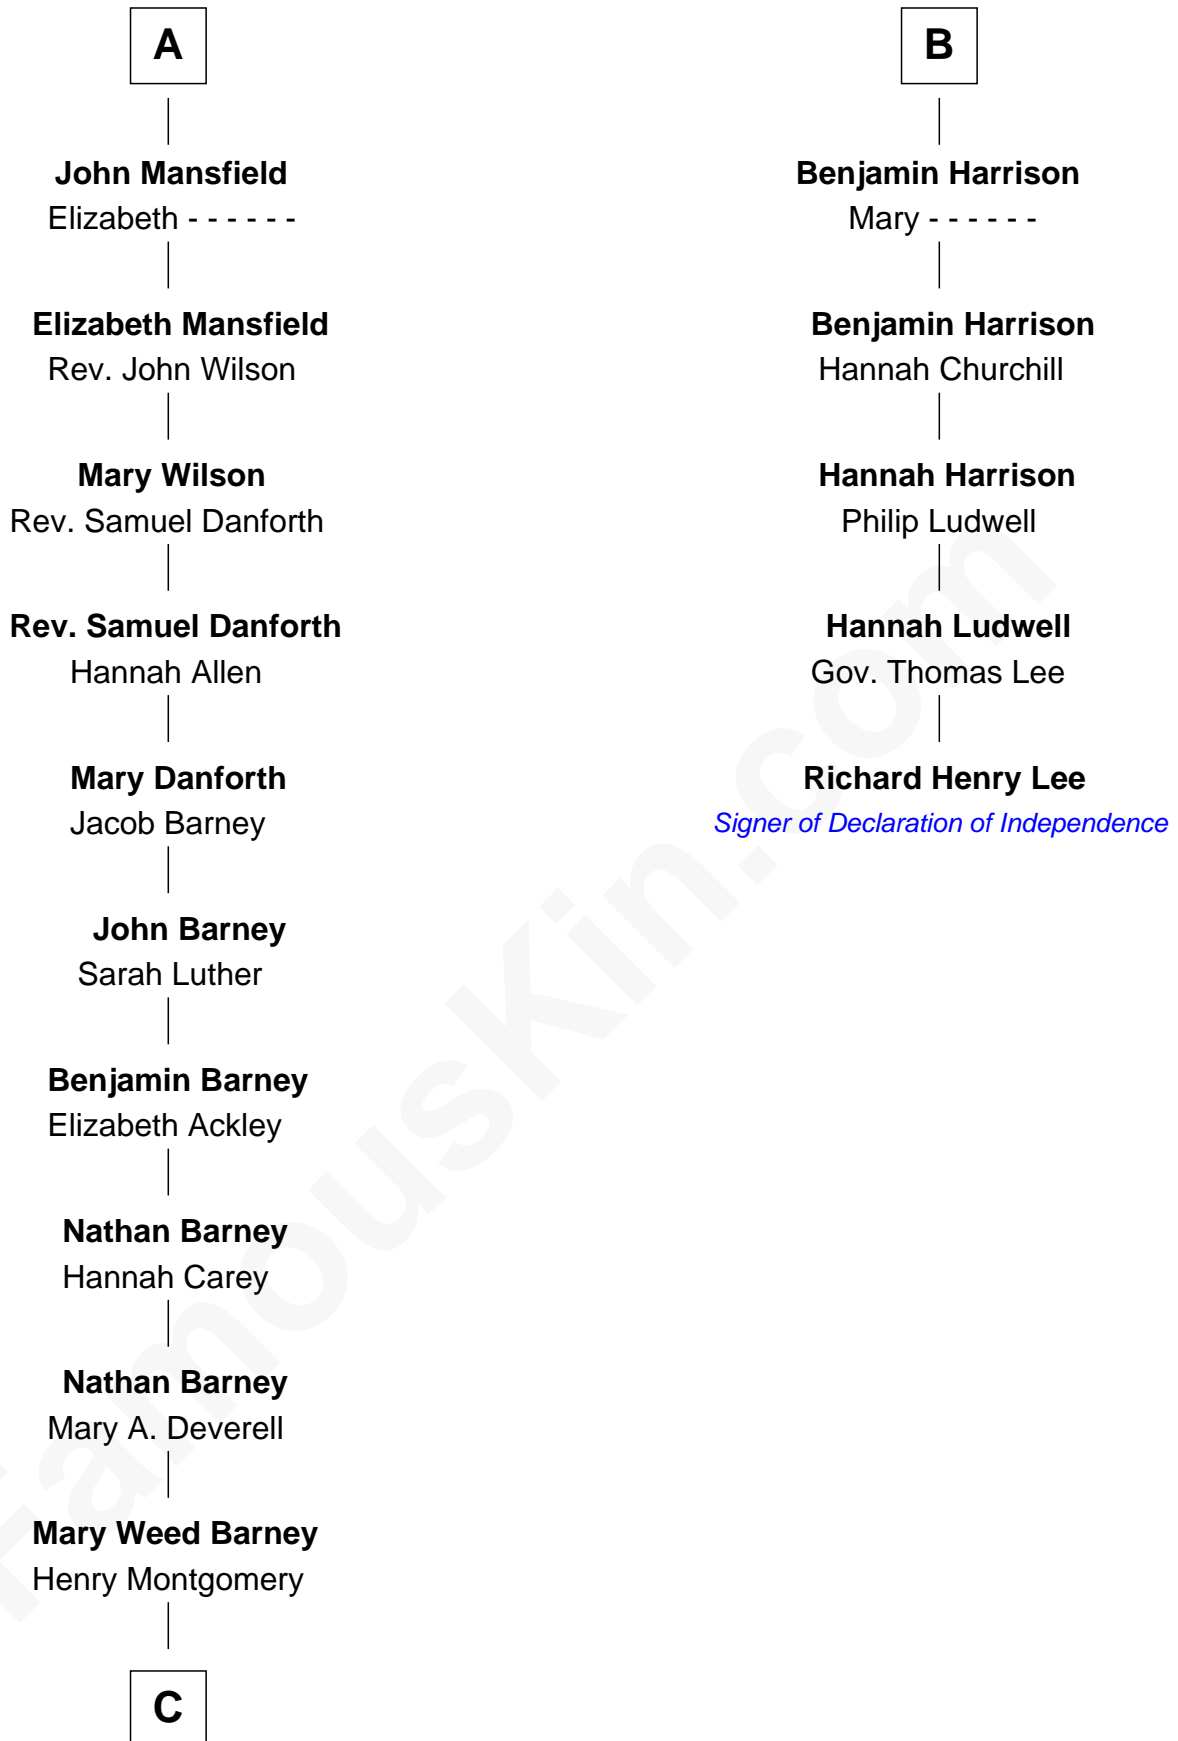 A
John Mansfield
Elizabeth - - - - - -
Elizabeth Mansfield
Rev. John Wilson
Mary Wilson
Rev. Samuel Danforth
Rev. Samuel Danforth
Hannah Allen
Mary Danforth
Jacob Barney
John Barney
Sarah Luther
Benjamin Barney
Elizabeth Ackley
Nathan Barney
Hannah Carey
Nathan Barney
Mary A. Deverell
Mary Weed Barney
Henry Montgomery
C
B
Benjamin Harrison
Mary - - - - - -
Benjamin Harrison
Hannah Churchill
Hannah Harrison
Philip Ludwell
Hannah Ludwell
Gov. Thomas Lee
Richard Henry Lee
Signer of Declaration of Independence
FamousKin.com